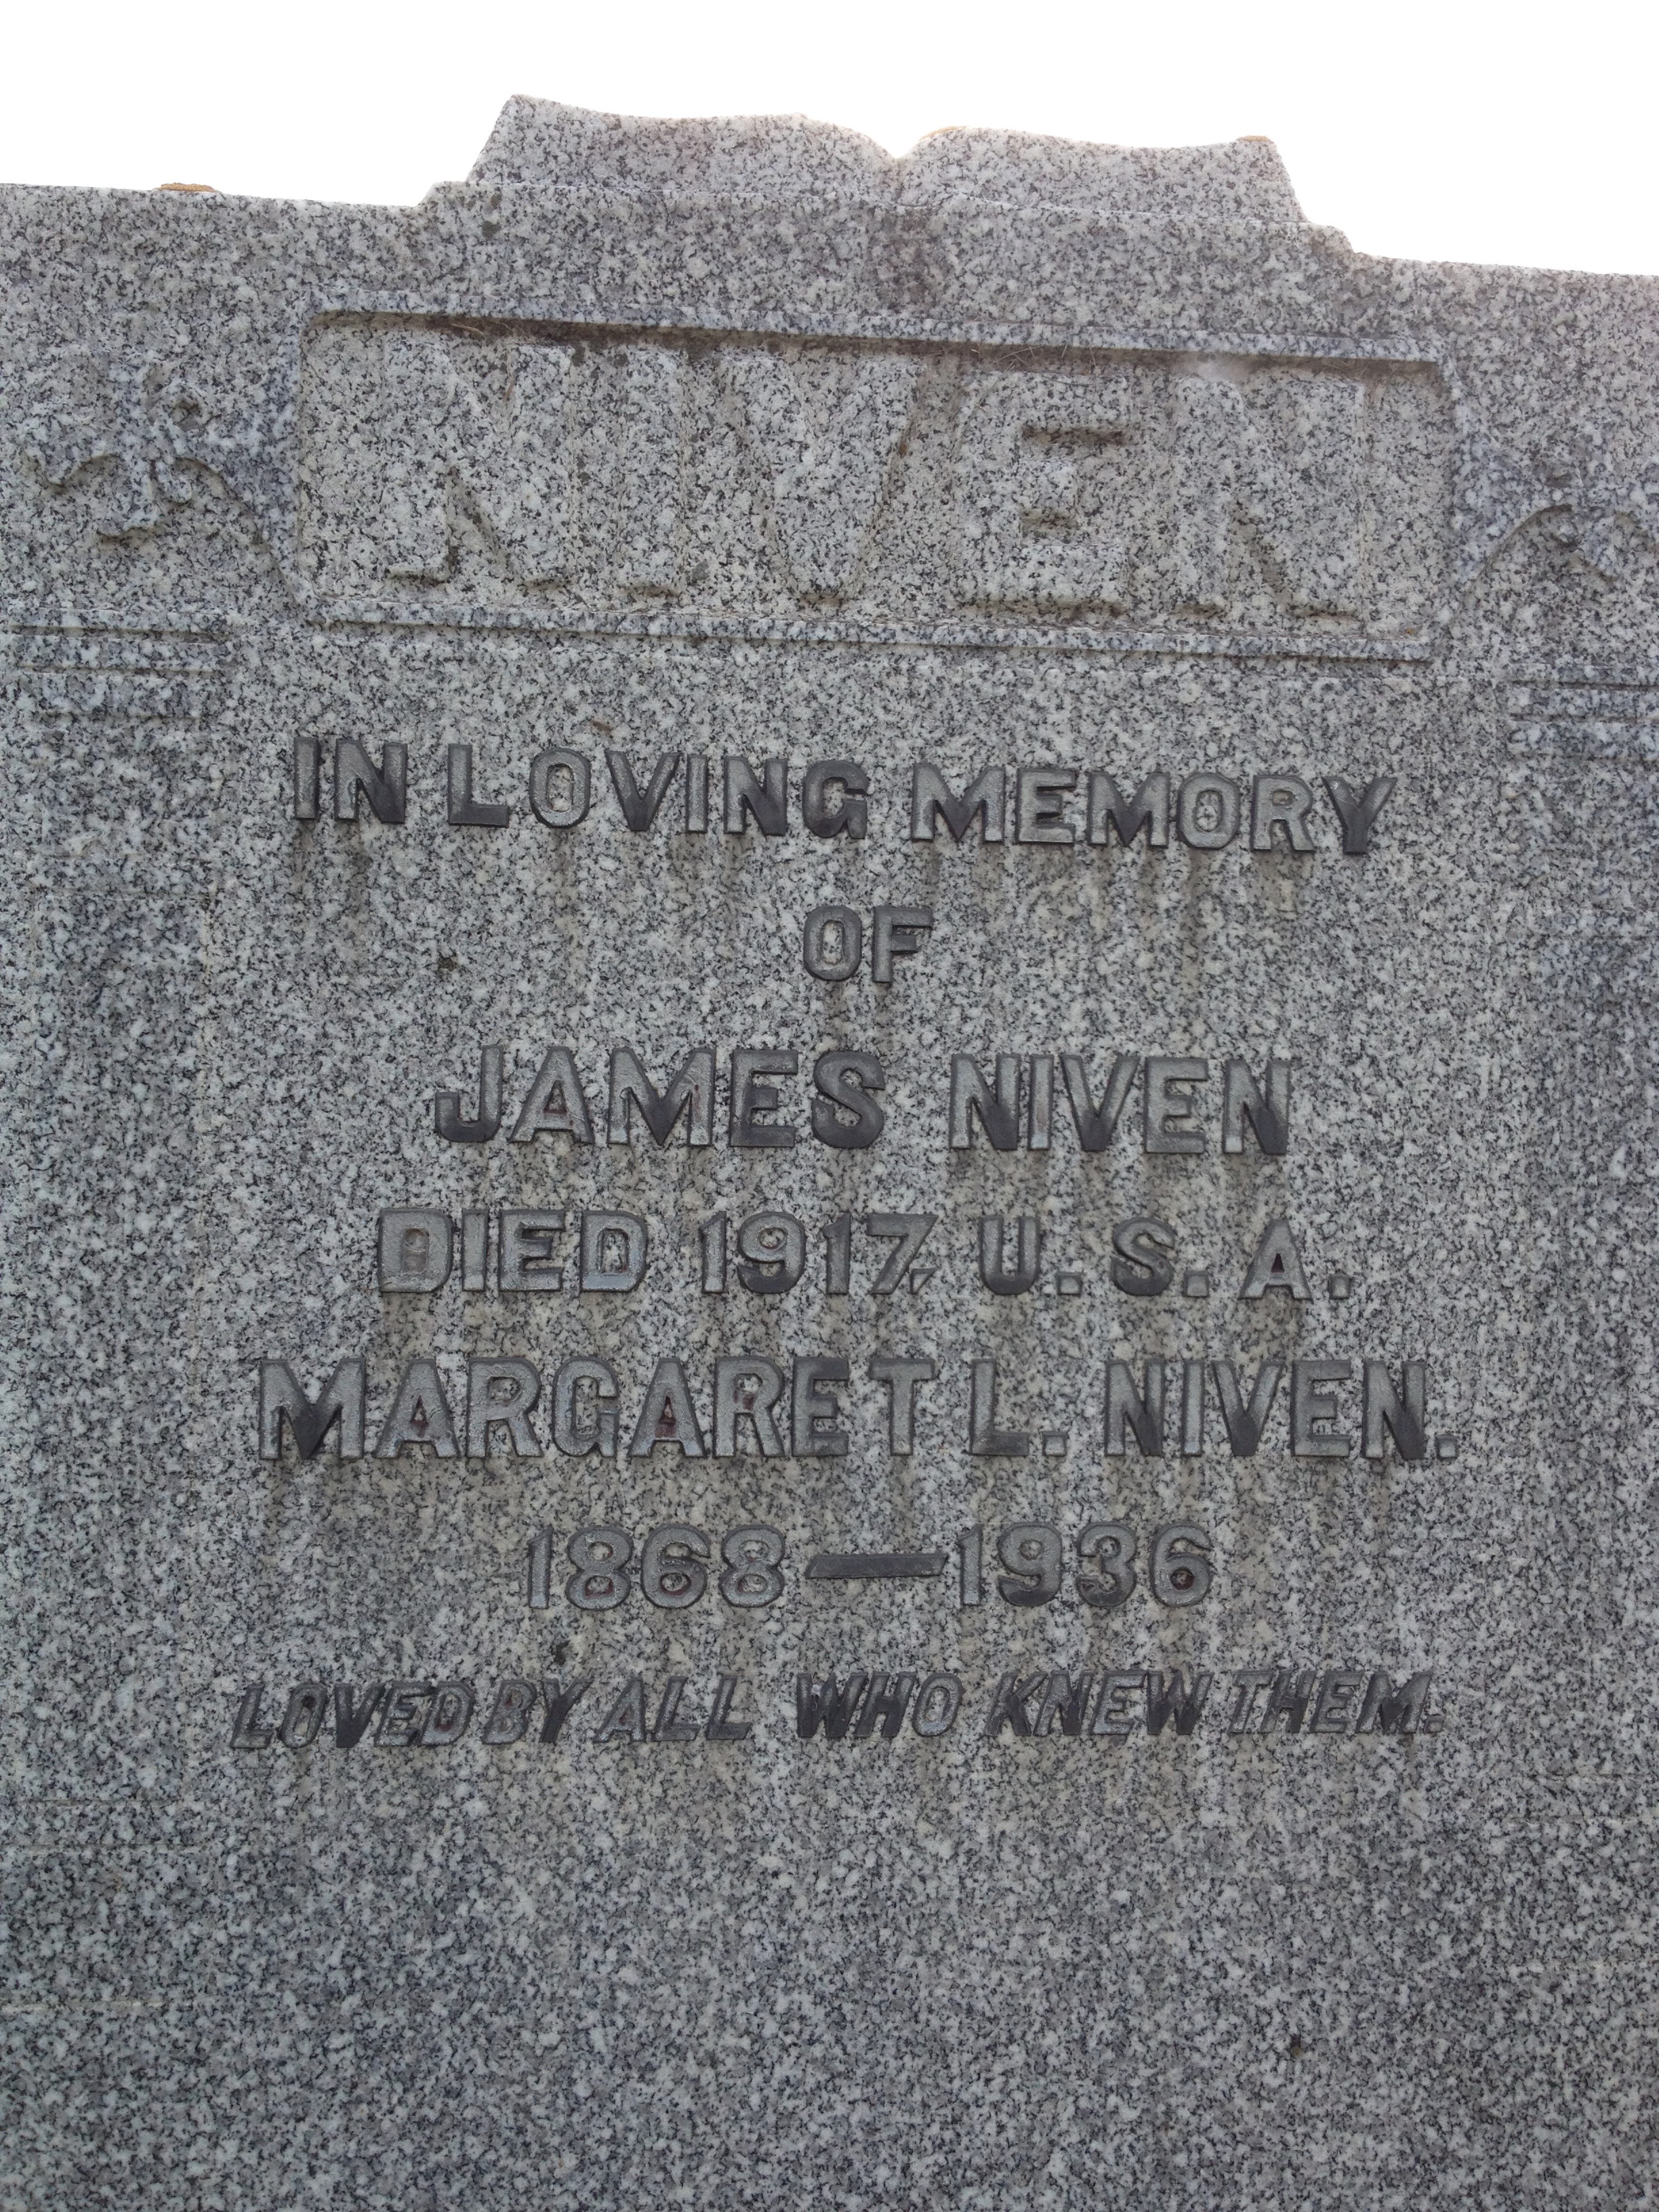 NIVEN
IN LOVING MEMORY
OF
JAMES NIVEN
DIED 1917, U.S.A.
MARGARET L. NIVEN.
1868—1936
LOVED BY ALL WHO KNEW THEM.